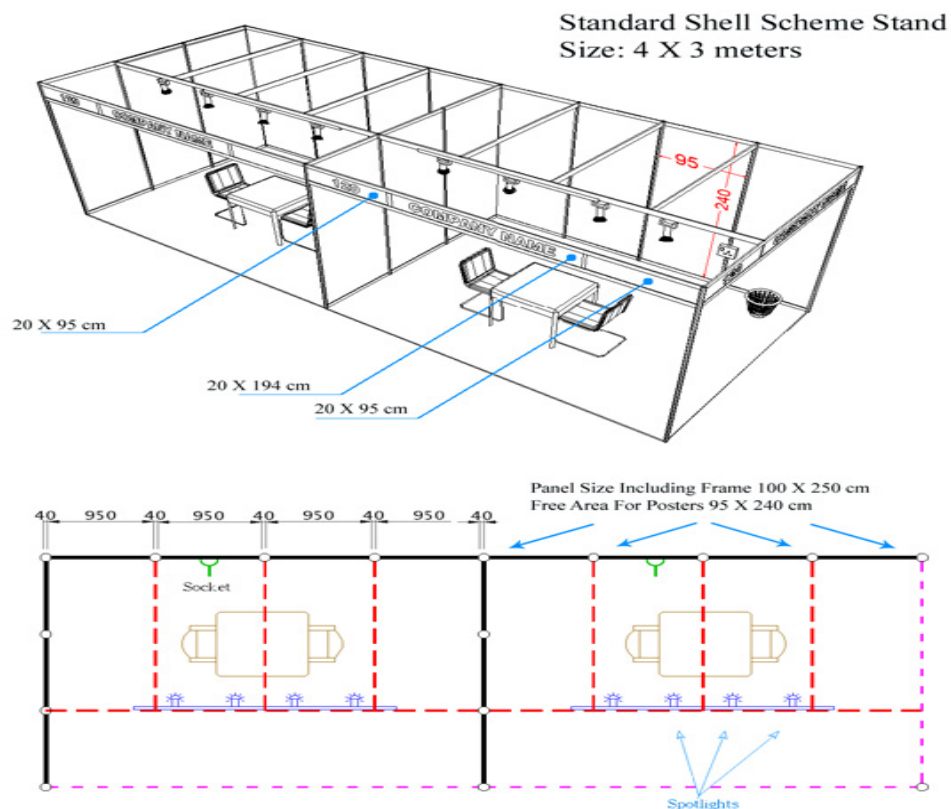 Standard Shell Scheme Stand
Size: 4 X 3 meters
95
240
120
COMPANY NAME
COMPANY NAME
120
COMPANY NAME
20 X 95 cm
20 X 194 cm
20 X 95 cm
Panel Size Including Frame 100 X 250 cm
Free Area For Posters 95 X 240 cm
40 950 40 950 40 950 40 950 40
Socket
Spotlights